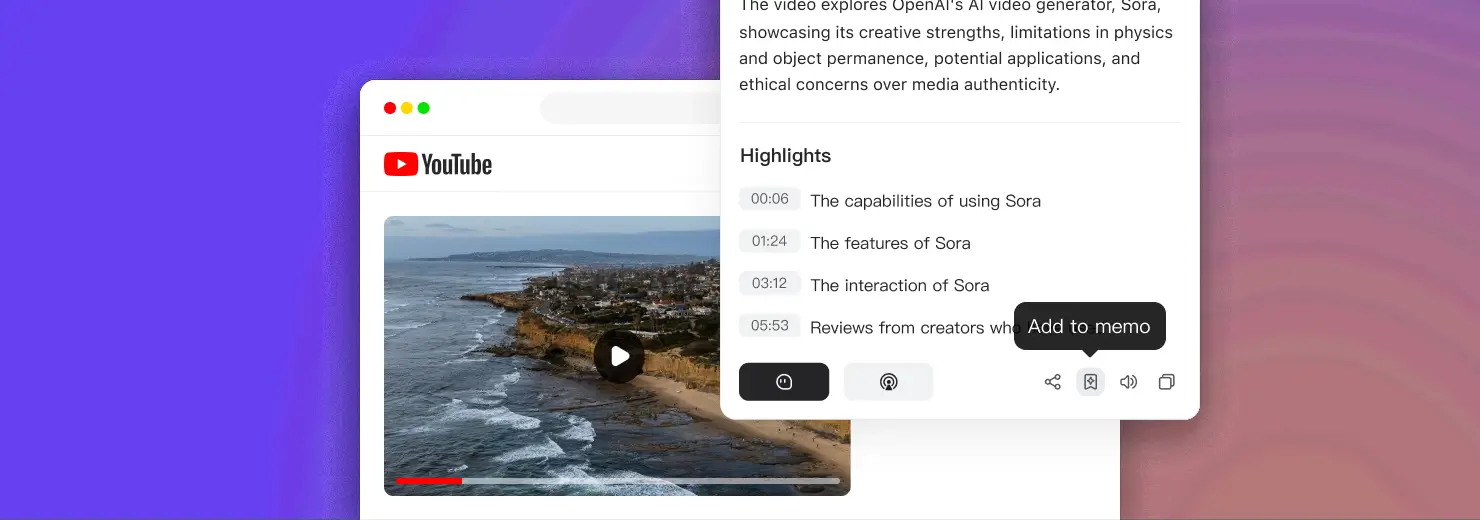 The video explores OpenAI's AI video generator, Sora,
showcasing its creative strengths, limitations in physics
and object permanence, potential applications, and
ethical concerns over media authenticity.
Highlights
00:06 The capabilities of using Sora
01:24 The features of Sora
03:12 The interaction of Sora
05:53 Reviews from creators who
Add to memo
YouTube